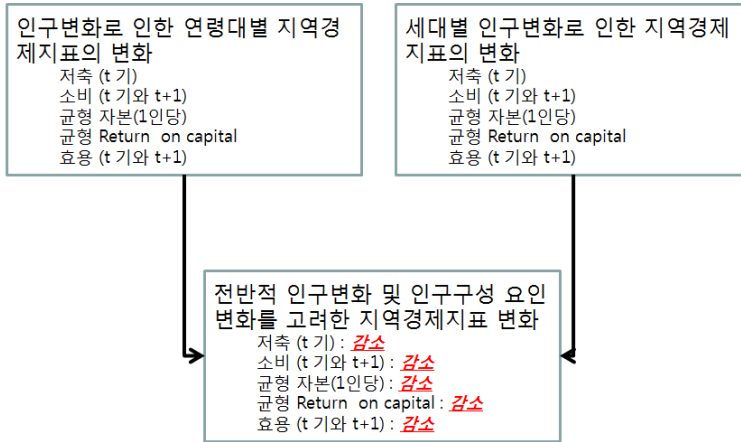 인구변화로 인한 연령대별 지역경
제지표의 변화
저축 (t 기)
소비 (t 기와 t+1)
균형 자본(1인당)
균형 Return on capital
효용 (t 기와 t+1)
세대별 인구변화로 인한 지역경제
지표의 변화
저축 (t 기)
소비 (t 기와 t+1)
균형 자본(1인당)
균형 Return on capital
효용 (t 기와 t+1)
전반적 인구변화 및 인구구성 요인
변화를 고려한 지역경제지표 변화
저축 (t 기) : 감소
소비 (t 기와 t+1) : 감소
균형 자본(1인당) : 감소
균형 Return on capital : 감소
효용 (t 기와 t+1) : 감소